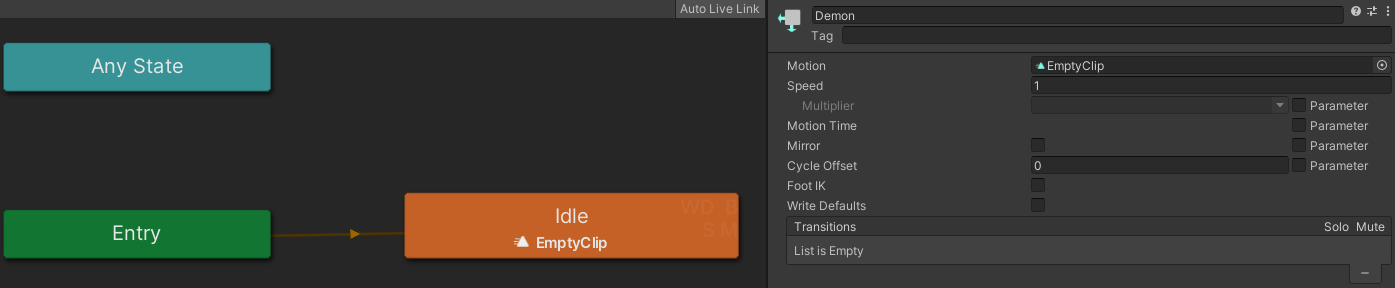 Auto Live Link
Any State
Entry
Idle
EmptyClip
WD B
S M
Demon
Tag
Motion EmptyClip
Speed 1
Multiplier Parameter
Motion Time Parameter
Mirror Parameter
Cycle Offset 0 Parameter
Foot IK
Write Defaults
Transitions Solo Mute
List is Empty